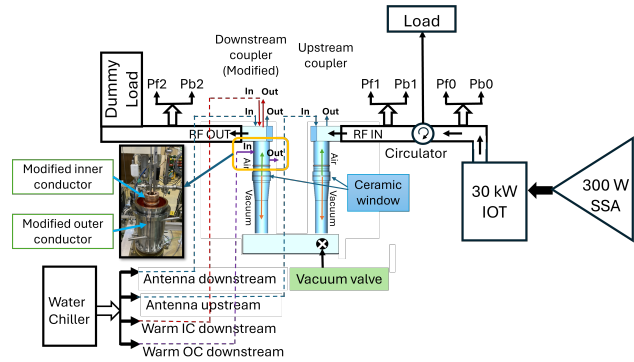 Load
Downstream
coupler
(Modified)
Upstream
coupler
Dummy
Load
Pf2
Pb2
Pf1
Pb1
Pf0
Pb0
In
Out
In
Out
In
Out
RF OUT
RF IN
Circulator
In
Out
Air
Air
Vacuum
Vacuum
Modified inner
conductor
Modified outer
conductor
Ceramic
window
30 kW
IOT
300 W
SSA
Vacuum valve
Water
Chiller
Antenna downstream
Antenna upstream
Warm IC downstream
Warm OC downstream